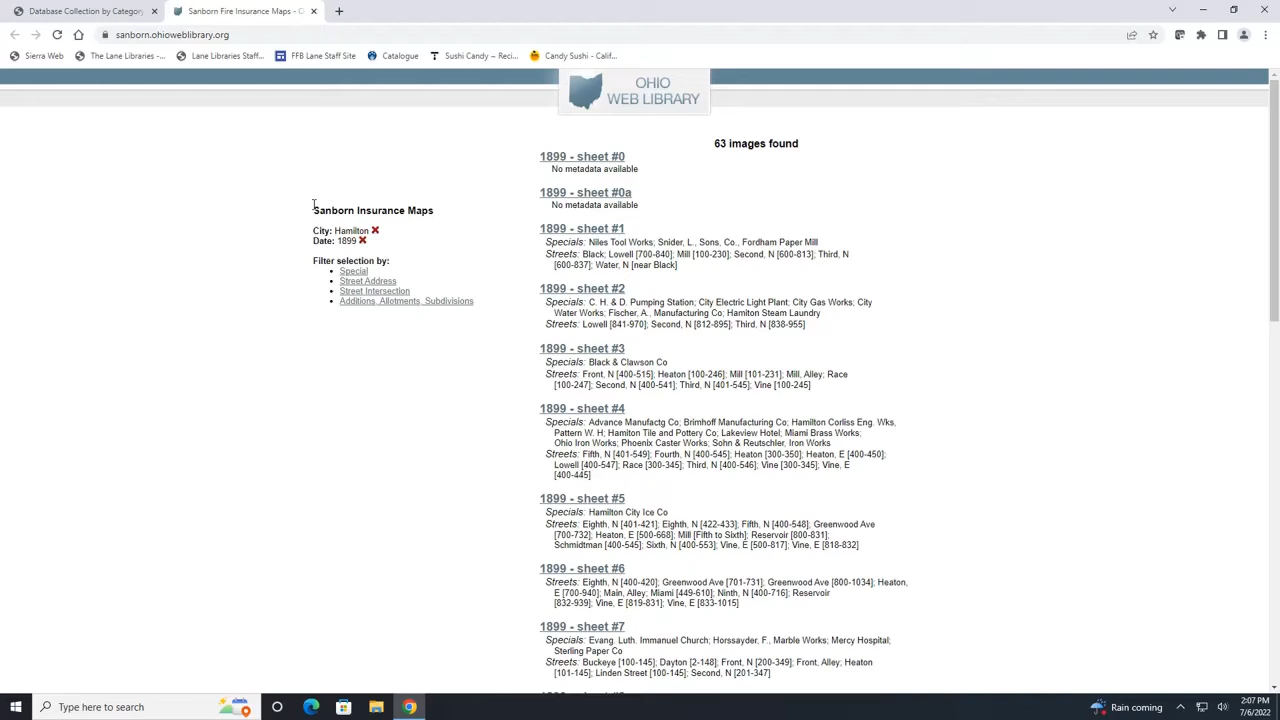 Database Collection by Category
Sanborn Fire Insurance Maps - O
sanborn.ohioweblibrary.org
Sierra Web
The Lane Libraries -...
Lane Libraries Staff...
FFB Lane Staff Site
Catalogue
Sushi Candy ~ Reci...
Candy Sushi - Calif...
OHIO
WEB LIBRARY
63 images found
1899 - sheet #0
No metadata available
1899 - sheet #0a
No metadata available
Sanborn Insurance Maps
City: Hamilton
Date: 1899
Filter selection by:
Special
Street Address
Street Intersection
Additions, Allotments, Subdivisions
1899 - sheet #1
Specials: Niles Tool Works; Snider, L., Sons, Co., Fordham Paper Mill
Streets: Black; Lowell [700-840]; Mill [100-230]; Second, N [600-813]; Third, N
[600-837]; Water, N [near Black]
1899 - sheet #2
Specials: C. H. & D. Pumping Station; City Electric Light Plant; City Gas Works; City
Water Works; Fischer, A., Manufacturing Co; Hamiton Steam Laundry
Streets: Lowell [841-970]; Second, N [812-895]; Third, N [838-955]
1899 - sheet #3
Specials: Black & Clawson Co
Streets: Front, N [400-515]; Heaton [100-246]; Mill [101-231]; Mill, Alley; Race
[100-247]; Second, N [400-541]; Third, N [401-545]; Vine [100-245]
1899 - sheet #4
Specials: Advance Manufactg Co; Brimhoff Manufacturing Co; Hamilton Corliss Eng. Wks,
Pattern W. H; Hamiton Tile and Pottery Co; Lakeview Hotel; Miami Brass Works;
Ohio Iron Works; Phoenix Caster Works; Sohn & Reutschler, Iron Works
Streets: Fifth, N [401-549]; Fourth, N [400-545]; Heaton [300-350]; Heaton, E [400-450];
Lowell [400-547]; Race [300-345]; Third, N [400-546]; Vine [300-345]; Vine, E
[400-445]
1899 - sheet #5
Specials: Hamilton City Ice Co
Streets: Eighth, N [401-421]; Eighth, N [422-433]; Fifth, N [400-548]; Greenwood Ave
[700-732]; Heaton, E [500-668]; Mill [Fifth to Sixth]; Reservoir [800-831];
Schmidtman [400-545]; Sixth, N [400-553]; Vine, E [500-817]; Vine, E [818-832]
1899 - sheet #6
Streets: Eighth, N [400-420]; Greenwood Ave [701-731]; Greenwood Ave [800-1034]; Heaton,
E [700-940]; Main, Alley; Miami [449-610]; Ninth, N [400-716]; Reservoir
[832-939]; Vine, E [819-831]; Vine, E [833-1015]
1899 - sheet #7
Specials: Evang. Luth. Immanuel Church; Horssayder, F., Marble Works; Mercy Hospital;
Sterling Paper Co
Streets: Buckeye [100-145]; Dayton [2-148]; Front, N [200-349]; Front, Alley; Heaton
[101-145]; Linden Street [100-145]; Second, N [201-347]
Type here to search
Raining coming
2:07 PM
7/6/2022